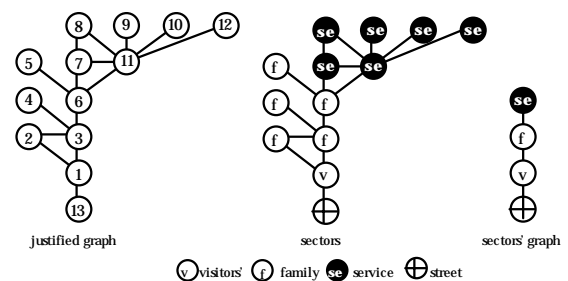 8 9 10 12
5 7 11
4 6
2 3
1
13
justified graph
se se se se
f se se
f f
f f
v
sectors
se
f
v
sectors' graph
v visitors' f family se service street